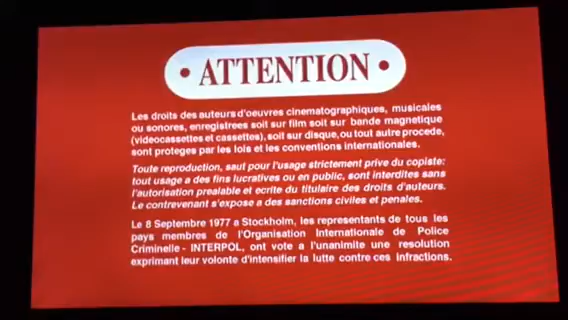 • ATTENTION •
Les droits des auteurs d'oeuvres cinematographiques, musicales
ou sonores, enregistrees soit sur film soit sur bande magnetique
(videocassettes et cassettes), soit sur disque, ou tout autre procede,
sont proteges par les lois et les conventions internationales.
Toute reproduction, sauf pour l'usage strictement prive du copiste:
tout usage a des fins lucratives ou en public, sont interdites sans
l'autorisation prealable et ecrite du titulaire des droits d'auteurs.
Le contrevenant s'expose a des sanctions civiles et penales.
Le 8 Septembre 1977 a Stockholm, les representants de tous les
pays membres de l'Organisation Internationale de Police
Criminelle - INTERPOL, ont vote a l'unanimite une resolution
exprimant leur volonte d'intensifier la lutte contre ces infractions.